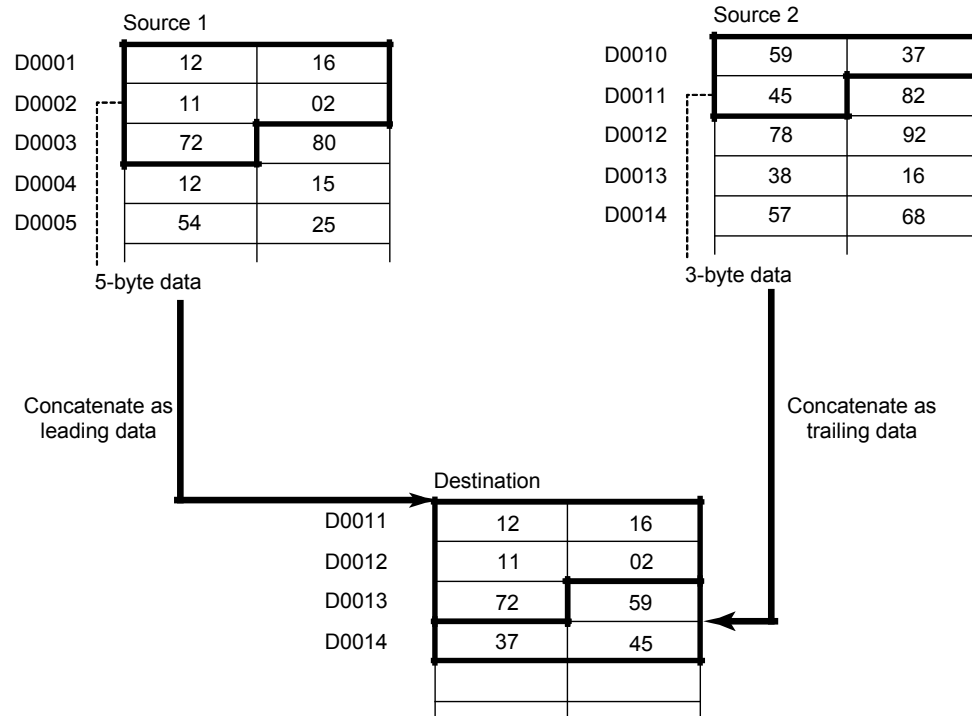 Source 1
D0001 12 16
D0002 11 02
D0003 72 80
D0004 12 15
D0005 54 25
5-byte data
Source 2
D0010 59 37
D0011 45 82
D0012 78 92
D0013 38 16
D0014 57 68
3-byte data
Concatenate as
leading data
Concatenate as
trailing data
Destination
D0011 12 16
D0012 11 02
D0013 72 59
D0014 37 45